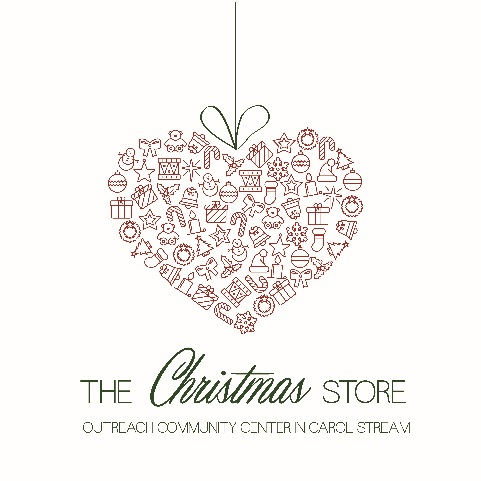 THE Christmas STORE
OUTREACH COMMUNITY CENTER IN CAROL STREAM